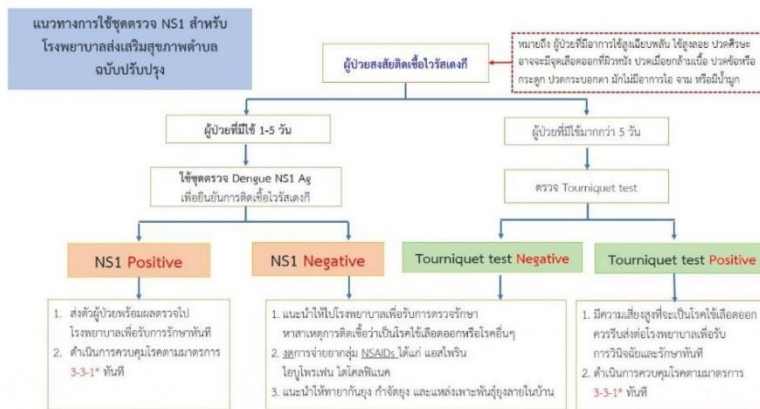 แนวทางการใช้ชุดตรวจ NS1 สำหรับ
โรงพยาบาลส่งเสริมสุขภาพตำบล
ฉบับปรับปรุง
ผู้ป่วยสงสัยติดเชื้อไวรัสเดงกี
หมายถึง ผู้ป่วยที่มีอาการไข้สูงเฉียบพลัน ไข้สูงลอย ปวดศีรษะ
อาจจะมีจุดเลือดออกที่ผิวหนัง ปวดเมื่อยกล้ามเนื้อ ปวดข้อหรือ
กระดูก ปวดกระบอกตา มักไม่มีอาการไอ จาม หรือมีน้ำมูก
ผู้ป่วยที่มีไข้ 1-5 วัน
ผู้ป่วยที่มีไข้มากกว่า 5 วัน
ใช้ชุดตรวจ Dengue NS1 Ag
เพื่อยืนยันการติดเชื้อไวรัสเดงกี
ตรวจ Tourniquet test
NS1 Positive
NS1 Negative
Tourniquet test Negative
Tourniquet test Positive
1. ส่งตัวผู้ป่วยพร้อมผลตรวจไป
โรงพยาบาลเพื่อรับการรักษาทันที
2. ดำเนินการควบคุมโรคตามมาตรการ
3-3-1* ทันที
1. แนะนำให้ไปโรงพยาบาลเพื่อรับการตรวจรักษา
หาสาเหตุการติดเชื้อว่าเป็นโรคไข้เลือดออกหรือโรคอื่นๆ
2. งดการจ่ายยากลุ่ม NSAIDs ได้แก่ แอสไพริน
ไอบูโพรเฟน ไดโคลฟีแนค
3. แนะนำให้ทายากันยุง กำจัดยุง และแหล่งเพาะพันธุ์ยุงลายในบ้าน
1. มีความเสี่ยงสูงที่จะเป็นโรคไข้เลือดออก
ควรรีบส่งต่อโรงพยาบาลเพื่อรับ
การวินิจฉัยและรักษาทันที
2. ดำเนินการควบคุมโรคตามมาตรการ
3-3-1* ทันที